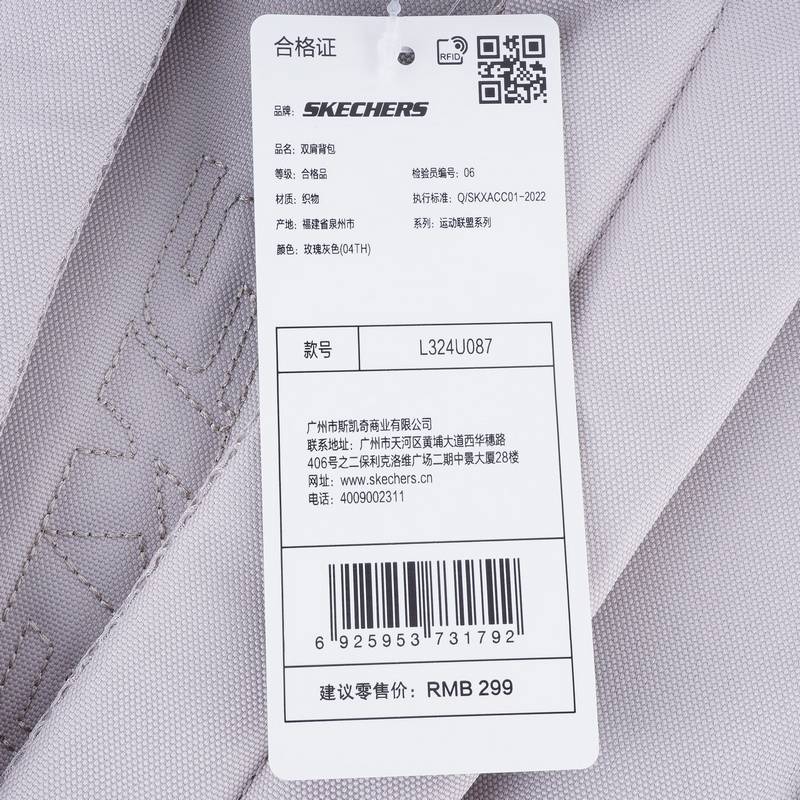 合格证
RFID
品牌: SKECHERS
品名: 双肩背包
等级: 合格品 检验员编号: 06
材质: 织物 执行标准: Q/SKXACC01-2022
产地: 福建省泉州市 系列: 运动联盟系列
颜色: 玫瑰灰色(04TH)
款号 L324U087
广州市斯凯奇商业有限公司
联系地址: 广州市天河区黄埔大道西华穗路
406号之二保利克洛维广场二期中景大厦28楼
网址: www.skechers.cn
电话: 4009002311
6 925953 731792
建议零售价: RMB 299